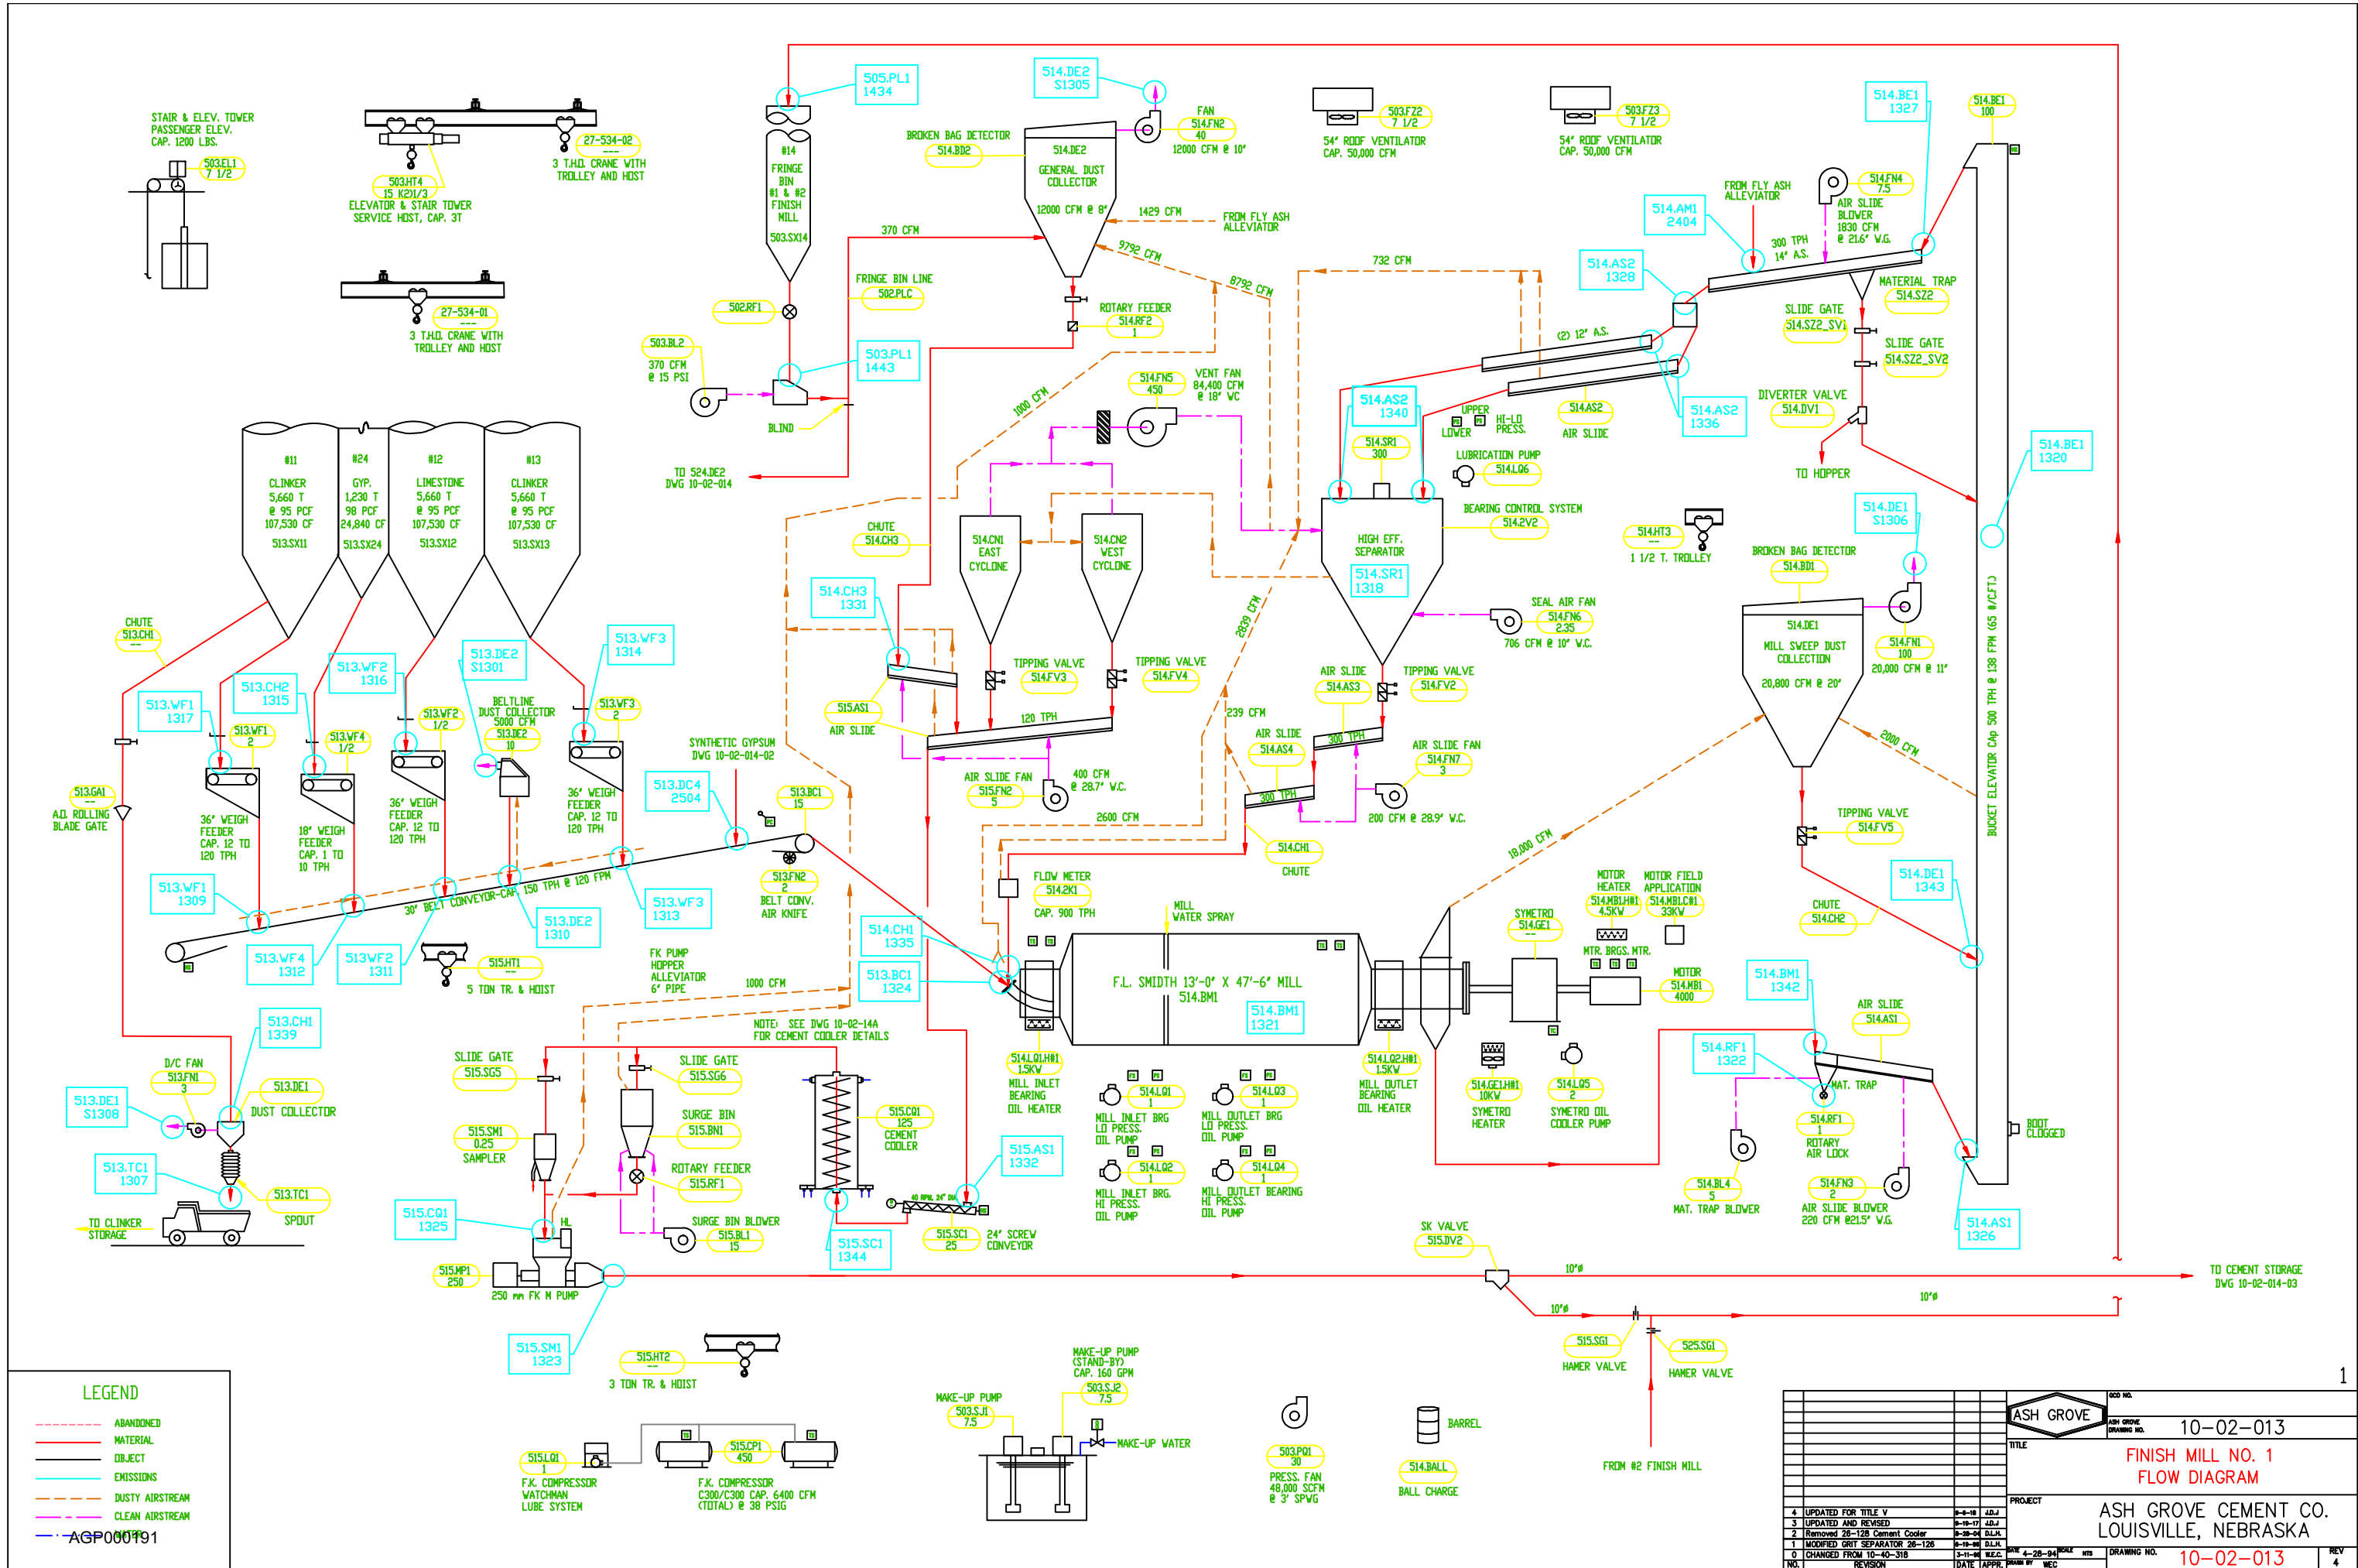 STAIR & ELEV. TOWER
PASSENGER ELEV.
CAP. 1200 LBS.
503.EL1
7 1/2
503.HT4
15 K2)1/3
ELEVATOR & STAIR TOWER
SERVICE HOST, CAP. 3T
27-534-02
---
3 T.H.D. CRANE WITH
TROLLEY AND HOST
27-534-01
---
3 T.H.D. CRANE WITH
TROLLEY AND HOST
505.PL1
1434
#14
FRINGE
BIN
#1 & #2
FINISH
MILL
503.SX14
502.RF1
503.BL2
370 CFM
@ 15 PSI
503.PL1
1443
BLIND
370 CFM
FRINGE BIN LINE
502.PLC
TO 524.DE2
DWG 10-02-014
514.DE2
S1305
FAN
514.FN2
40
12000 CFM @ 10"
BROKEN BAG DETECTOR
514.BD2
514.DE2
GENERAL DUST
COLLECTOR
12000 CFM @ 8"
1429 CFM
FROM FLY ASH
ALLEVIATOR
9792 CFM
8792 CFM
ROTARY FEEDER
514.RF2
1
503.FZ2
7 1/2
54" ROOF VENTILATOR
CAP. 50,000 CFM
503.FZ3
7 1/2
54" ROOF VENTILATOR
CAP. 50,000 CFM
514.BE1
1327
514.BE1
100
514.FN4
7.5
AIR SLIDE
BLOWER
1830 CFM
@ 21.6" W.G.
FROM FLY ASH
ALLEVIATOR
514.AM1
2404
300 TPH
14" A.S.
514.AS2
1328
732 CFM
(2) 12" A.S.
MATERIAL TRAP
514.SZ2
SLIDE GATE
514.SZ2_SV1
SLIDE GATE
514.SZ2_SV2
DIVERTER VALVE
514.DV1
TO HOPPER
514.AS2
AIR SLIDE
514.AS2
1336
514.AS2
1340
514.BE1
1320
514.FN5
450
VENT FAN
84,400 CFM
@ 18" WC
1000 CFM
UPPER
LOWER
HI-LO
PRESS.
514.SR1
300
LUBRICATION PUMP
514.LQ6
BEARING CONTROL SYSTEM
514.2V2
HIGH EFF.
SEPARATOR
514.SR1
1318
514.HT3
--
1 1/2 T. TROLLEY
514.DE1
S1306
BROKEN BAG DETECTOR
514.BD1
514.DE1
MILL SWEEP DUST
COLLECTION
20,800 CFM @ 20"
514.FN1
100
20,000 CFM @ 11"
BUCKET ELEVATOR CAp 500 TPH @ 138 FPM (65 #/CFT.)
#11
CLINKER
5,660 T
@ 95 PCF
107,530 CF
513.SX11
#24
GYP.
1,230 T
98 PCF
24,840 CF
513.SX24
#12
LIMESTONE
5,660 T
@ 95 PCF
107,530 CF
513.SX12
#13
CLINKER
5,660 T
@ 95 PCF
107,530 CF
513.SX13
CHUTE
514.CH3
514.CN1
EAST
CYCLONE
514.CN2
WEST
CYCLONE
514.CH3
1331
CHUTE
513.CH1
--
513.WF1
1317
513.CH2
1315
513.WF2
1316
513.DE2
S1301
513.WF3
1314
513.WF1
2
513.WF4
1/2
513.WF2
1/2
BELTLINE
DUST COLLECTOR
5000 CFM
513.DE2
10
513.WF3
2
513.GA1
--
A.D. ROLLING
BLADE GATE
36" WEIGH
FEEDER
CAP. 12 TO
120 TPH
18" WEIGH
FEEDER
CAP. 1 TO
10 TPH
36" WEIGH
FEEDER
CAP. 12 TO
120 TPH
36" WEIGH
FEEDER
CAP. 12 TO
120 TPH
SYNTHETIC GYPSUM
DWG 10-02-014-02
513.DC4
2504
513.BC1
15
513.FN2
2
BELT CONV.
AIR KNIFE
30" BELT CONVEYOR-CAP. 150 TPH @ 120 FPM
513.WF1
1309
513.WF4
1312
513WF2
1311
513.DE2
1310
513.WF3
1313
515.HT1
--
5 TON TR. & HOIST
515.AS1
AIR SLIDE
120 TPH
TIPPING VALVE
514.FV3
TIPPING VALVE
514.FV4
AIR SLIDE FAN
515.FN2
5
400 CFM
@ 28.7" W.C.
2839 CFM
239 CFM
2600 CFM
SEAL AIR FAN
514.FN6
2.35
706 CFM @ 10" W.C.
AIR SLIDE
514.AS3
TIPPING VALVE
514.FV2
300 TPH
AIR SLIDE
514.AS4
300 TPH
AIR SLIDE FAN
514.FN7
3
200 CFM @ 28.9" W.C.
514.CH1
CHUTE
18,000 CFM
2000 CFM
TIPPING VALVE
514.FV5
CHUTE
514.CH2
514.DE1
1343
FLOW METER
514.2K1
CAP. 900 TPH
MILL
WATER SPRAY
514.CH1
1335
513.BC1
1324
F.L. SMIDTH 13'-0" X 47'-6" MILL
514.BM1
514.BM1
1321
SYMETRO
514.GE1
--
MOTOR
HEATER
514.MB1.H#1
4.5KW
MOTOR FIELD
APPLICATION
514.MB1.C#1
33KW
MTR. BRGS. MTR.
MOTOR
514.MB1
4000
514.BM1
1342
AIR SLIDE
514.AS1
514.RF1
1322
MAT. TRAP
514.RF1
1
ROTARY
AIR LOCK
514.BL4
5
MAT. TRAP BLOWER
514.FN3
2
AIR SLIDE BLOWER
220 CFM @21.5" W.G.
514.AS1
1326
BOOT
CLOGGED
FK PUMP
HOPPER
ALLEVIATOR
6" PIPE
1000 CFM
NOTE: SEE DWG 10-02-14A
FOR CEMENT COOLER DETAILS
514.LQ1.H#1
1.5KW
MILL INLET
BEARING
OIL HEATER
514.LQ1
1
MILL INLET BRG
LO PRESS.
OIL PUMP
514.LQ3
1
MILL OUTLET BRG
LO PRESS.
OIL PUMP
514.LQ2
1
MILL INLET BRG.
HI PRESS.
OIL PUMP
514.LQ4
1
MILL OUTLET BEARING
HI PRESS.
OIL PUMP
514.LQ2.H#1
1.5KW
MILL OUTLET
BEARING
OIL HEATER
514.GE1.H#1
10KW
SYMETRO
HEATER
514.LQ5
2
SYMETRO OIL
COOLER PUMP
513.CH1
1339
D/C FAN
513.FN1
3
513.DE1
DUST COLLECTOR
513.DE1
S1308
513.TC1
1307
513.TC1
SPOUT
TO CLINKER
STORAGE
SLIDE GATE
515.SG5
SLIDE GATE
515.SG6
515.SM1
0.25
SAMPLER
SURGE BIN
515.BN1
ROTARY FEEDER
515.RF1
SURGE BIN BLOWER
515.BL1
15
515.CQ1
125
CEMENT
COOLER
515.AS1
1332
40 RPM, 24" DIA.
515.SC1
25
24" SCREW
CONVEYOR
515.SC1
1344
515.CQ1
1325
HL
515.MP1
250
250 mm FK M PUMP
515.SM1
1323
SK VALVE
515.DV2
10"ø
10"ø
10"ø
TO CEMENT STORAGE
DWG 10-02-014-03
515.SG1
HAMER VALVE
525.SG1
HAMER VALVE
FROM #2 FINISH MILL
515.HT2
--
3 TON TR. & HOIST
515.LQ1
1
F.K. COMPRESSOR
WATCHMAN
LUBE SYSTEM
515.CP1
450
F.K. COMPRESSOR
C300/C300 CAP. 6400 CFM
(TOTAL) @ 38 PSIG
MAKE-UP PUMP
503.SJ1
7.5
MAKE-UP PUMP
(STAND-BY)
CAP. 160 GPM
503.SJ2
7.5
MAKE-UP WATER
503.PQ1
30
PRESS. FAN
48,000 SCFM
@ 3" SPWG
BARREL
514.BALL
BALL CHARGE
LEGEND
ABANDONED
MATERIAL
OBJECT
EMISSIONS
DUSTY AIRSTREAM
CLEAN AIRSTREAM
WATER
AGP000191
1
ASH GROVE
GCO NO.
ASH GROVE
DRAWING NO.
10-02-013
TITLE
FINISH MILL NO. 1
FLOW DIAGRAM
PROJECT
ASH GROVE CEMENT CO.
LOUISVILLE, NEBRASKA
4 UPDATED FOR TITLE V J.D.J
3 UPDATED AND REVISED J.D.J
2 Removed 26-128 Cement Cooler D.L.H.
1 MODIFIED GRIT SEPARATOR 26-126 D.L.H.
0 CHANGED FROM 10-40-318 W.E.C.
NO. REVISION DATE APPR.
DATE 4-28-94 SCALE NTS
DRAWN BY WEC
DRAWING NO. 10-02-013
REV
4